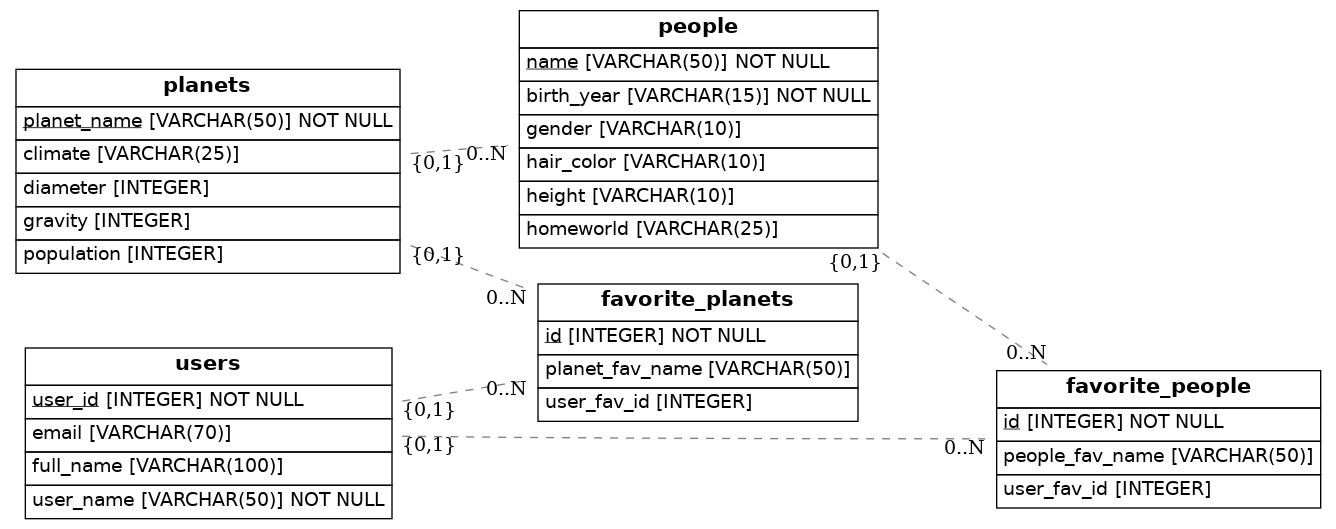 people
name [VARCHAR(50)] NOT NULL
birth_year [VARCHAR(15)] NOT NULL
gender [VARCHAR(10)]
hair_color [VARCHAR(10)]
height [VARCHAR(10)]
homeworld [VARCHAR(25)]
planets
planet_name [VARCHAR(50)] NOT NULL
climate [VARCHAR(25)]
diameter [INTEGER]
gravity [INTEGER]
population [INTEGER]
{0,1}
0..N
{0,1}
0..N
{0,1}
0..N
favorite_planets
id [INTEGER] NOT NULL
planet_fav_name [VARCHAR(50)]
user_fav_id [INTEGER]
users
user_id [INTEGER] NOT NULL
email [VARCHAR(70)]
full_name [VARCHAR(100)]
user_name [VARCHAR(50)] NOT NULL
{0,1}
0..N
{0,1}
0..N
favorite_people
id [INTEGER] NOT NULL
people_fav_name [VARCHAR(50)]
user_fav_id [INTEGER]